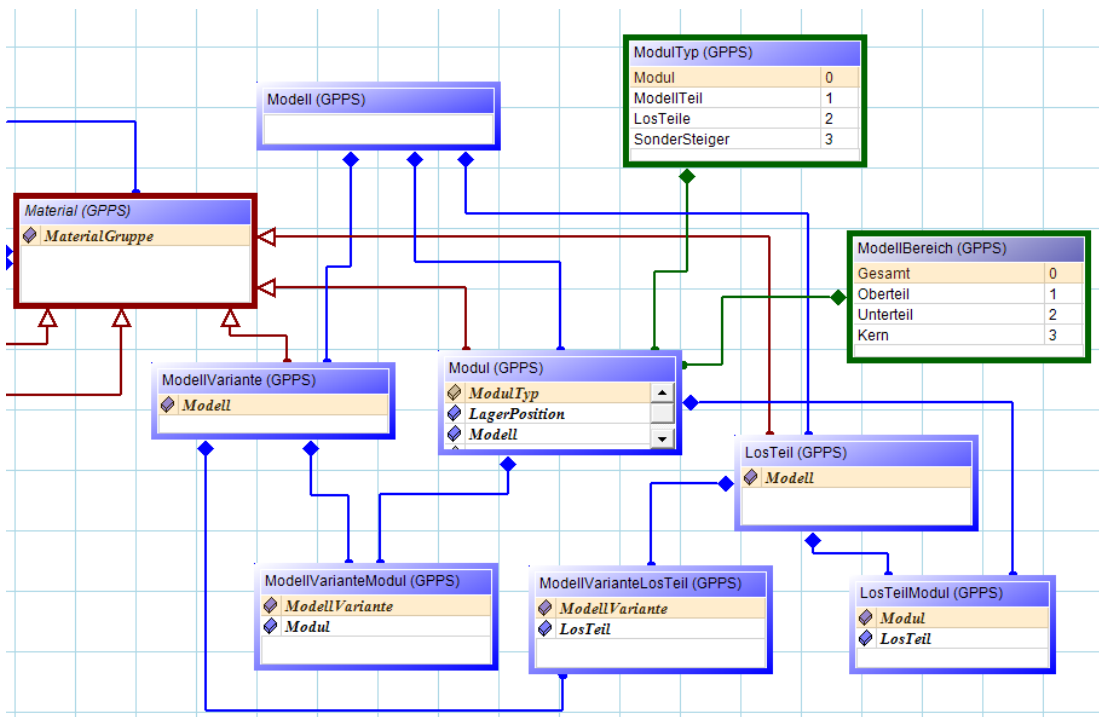 ModulTyp (GPPS)
Modul 0
ModellTeil 1
LosTeile 2
SonderSteiger 3
Modell (GPPS)
Material (GPPS)
MaterialGruppe
ModellBereich (GPPS)
Gesamt 0
Oberteil 1
Unterteil 2
Kern 3
ModellVariante (GPPS)
Modell
Modul (GPPS)
ModulTyp
LagerPosition
Modell
LosTeil (GPPS)
Modell
ModellVarianteModul (GPPS)
ModellVariante
Modul
ModellVarianteLosTeil (GPPS)
ModellVariante
LosTeil
LosTeilModul (GPPS)
Modul
LosTeil